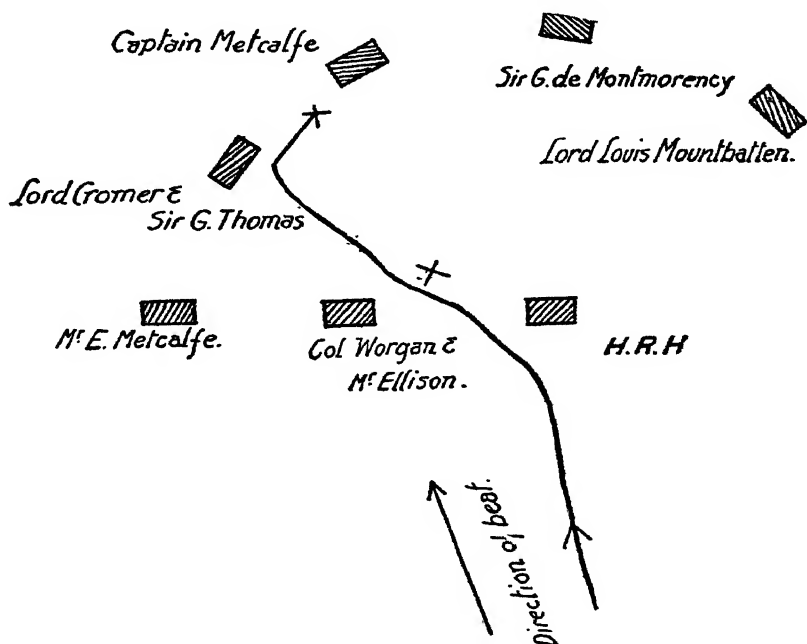 Captain Metcalfe
Sir G. de Montmorency
Lord Louis Mountbatten.
Lord Cromer &
Sir G. Thomas
Mr E. Metcalfe.
Col Worgan &
Mr Ellison.
H.R.H
Direction of beat.